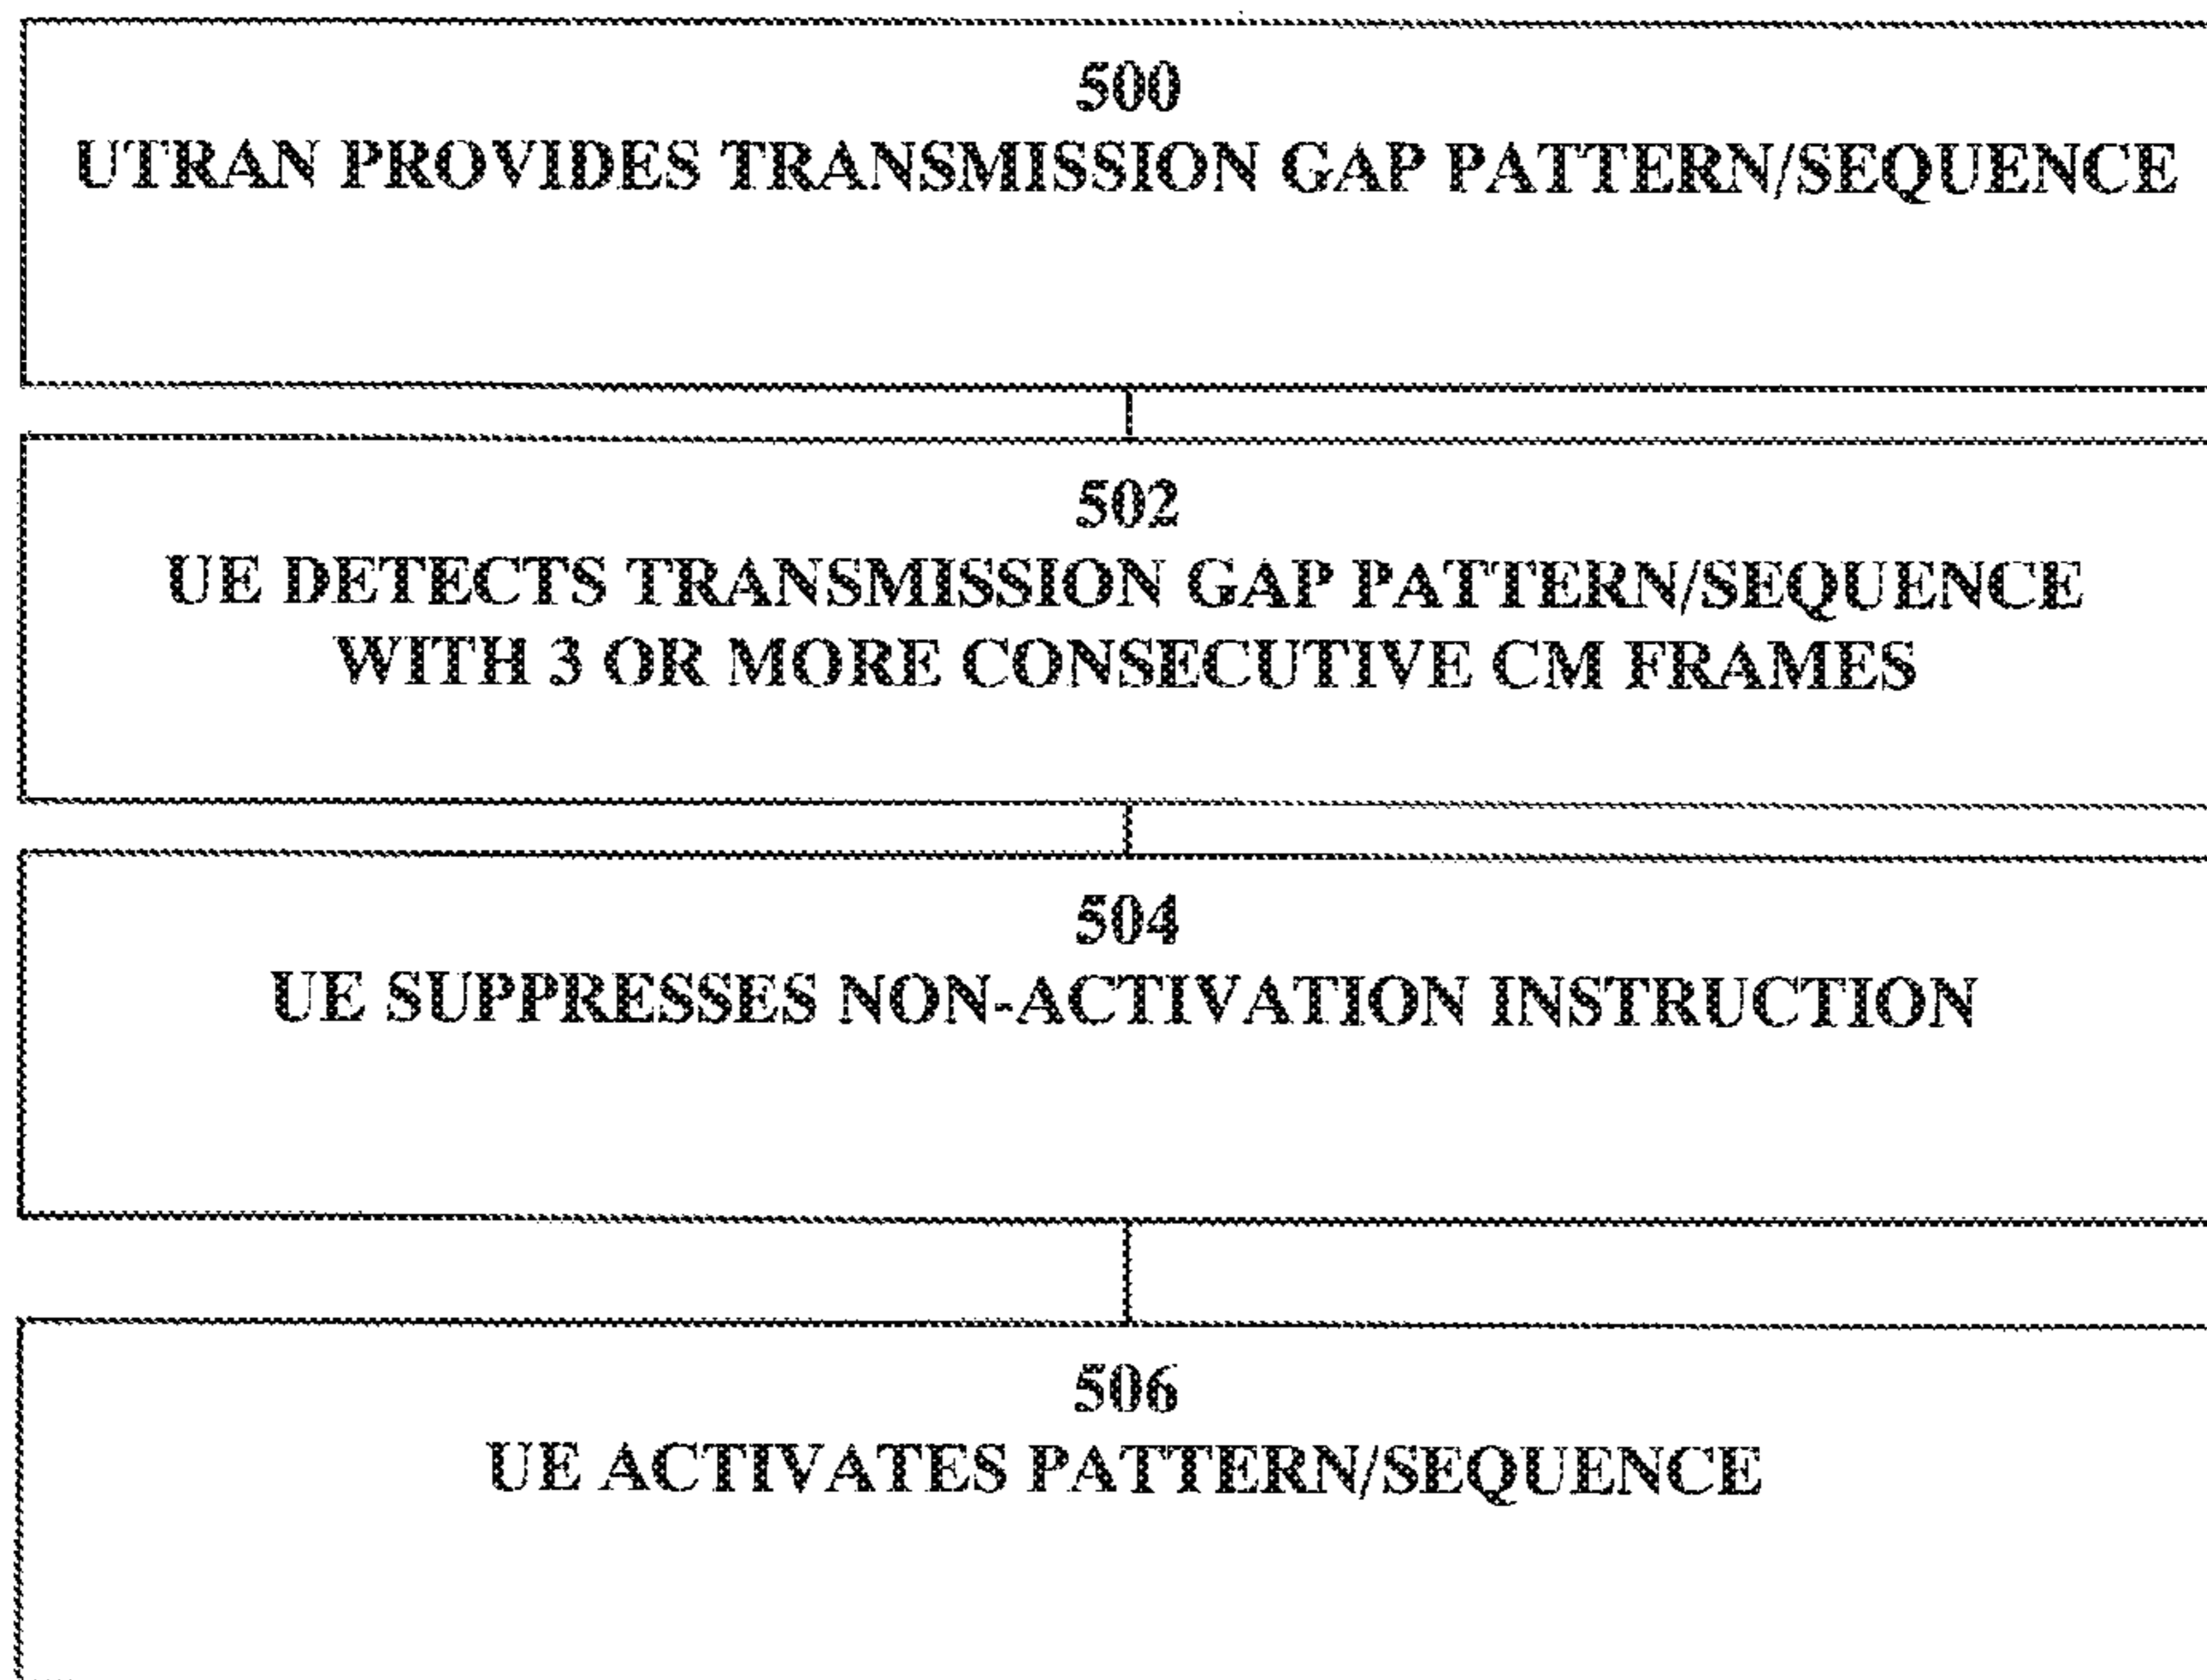 500
UTRAN PROVIDES TRANSMISSION GAP PATTERN/SEQUENCE
502
UE DETECTS TRANSMISSION GAP PATTERN/SEQUENCE
WITH 3 OR MORE CONSECUTIVE CM FRAMES
504
UE SUPPRESSES NON-ACTIVATION INSTRUCTION
506
UE ACTIVATES PATTERN/SEQUENCE